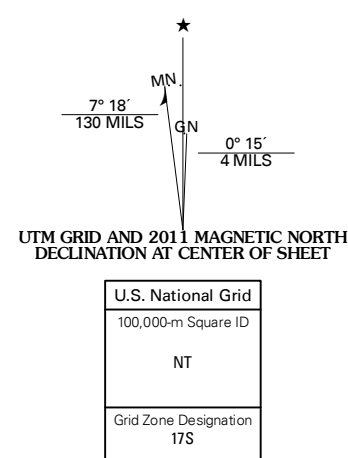 MN
7° 18´
130 MILS
GN
0° 15´
4 MILS
UTM GRID AND 2011 MAGNETIC NORTH
DECLINATION AT CENTER OF SHEET
U.S. National Grid
100,000-m Square ID
NT
Grid Zone Designation
17S